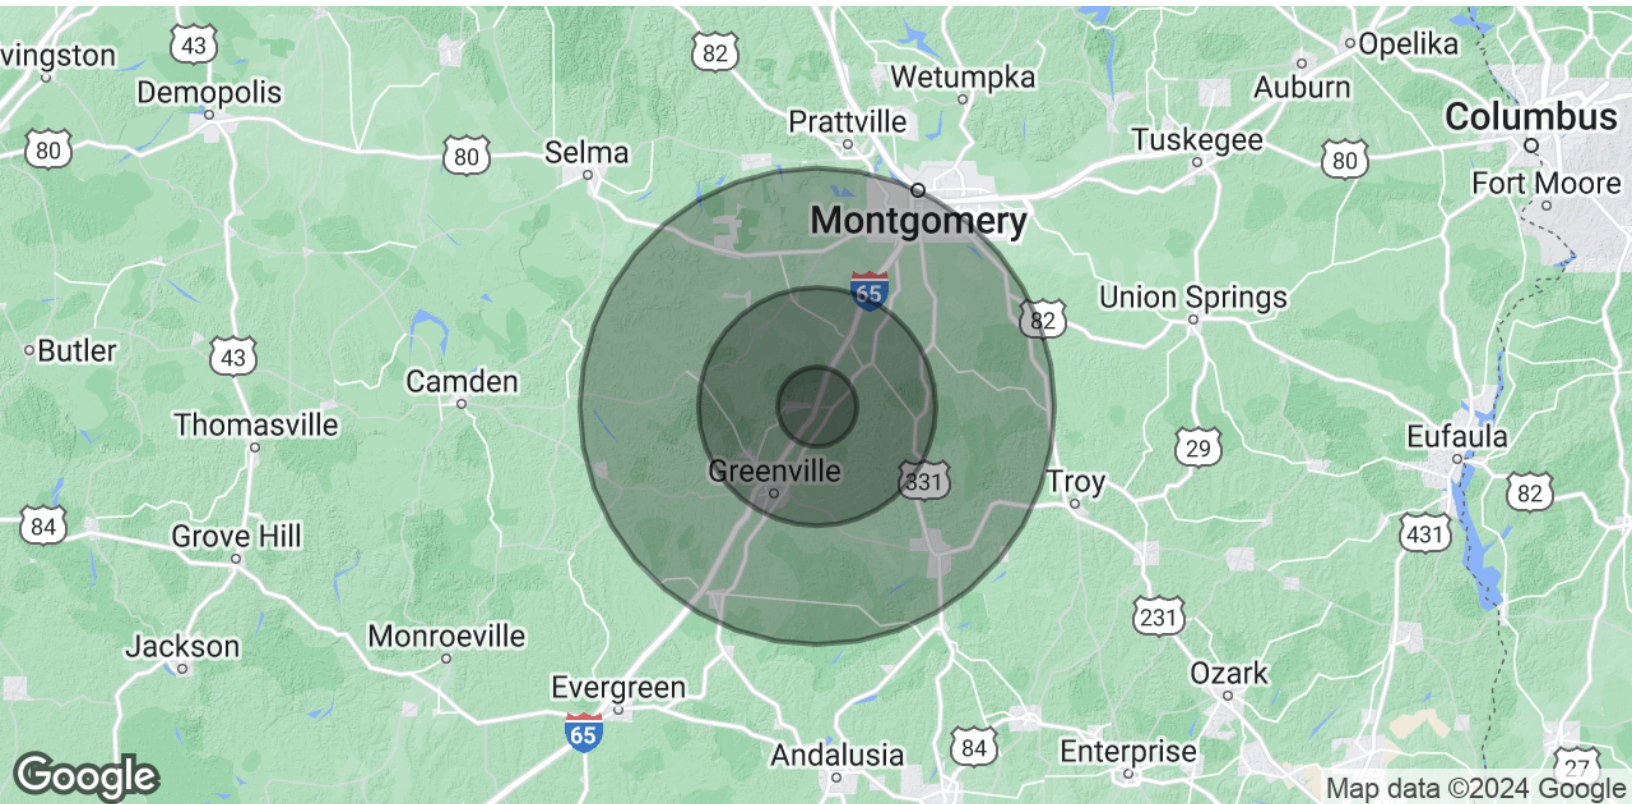 43
82
Opelika
vingston
Wetumpka
Auburn
Demopolis
Prattville
Columbus
80
80
Selma
Tuskegee
80
Fort Moore
Montgomery
65
Union Springs
82
Butler
43
Camden
Thomasville
Eufaula
29
Greenville
331
Troy
82
84
Grove Hill
431
231
Jackson
Monroeville
Ozark
Evergreen
65
Andalusia
84
Enterprise
27
Google
Map data ©2024 Google